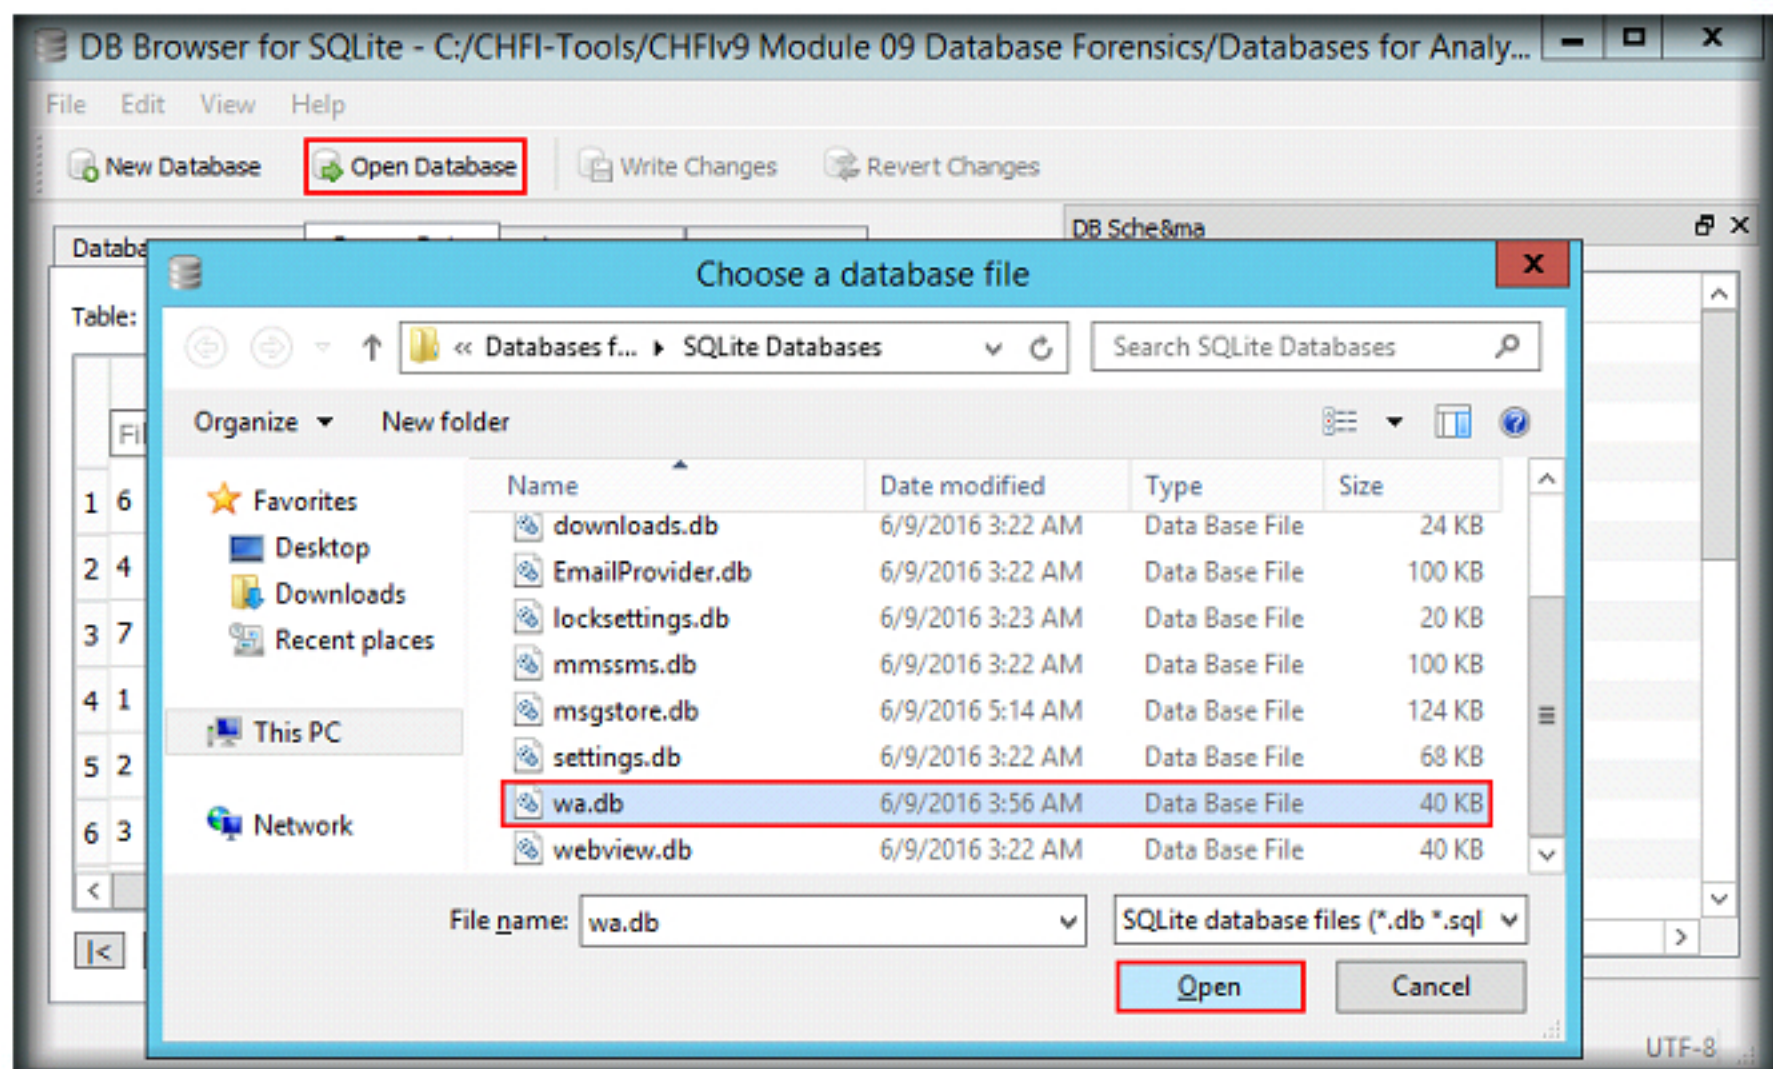 DB Browser for SQLite - C:/CHFI-Tools/CHFIv9 Module 09 Database Forensics/Databases for Analy...
File Edit View Help
New Database Open Database Write Changes Revert Changes
DB Sche&ma
Databa
Table:
Fil
1 6
2 4
3 7
4 1
5 2
6 3
Choose a database file
« Databases f... SQLite Databases
Search SQLite Databases
Organize New folder
Favorites
Desktop
Downloads
Recent places
This PC
Network
Name Date modified Type Size
downloads.db 6/9/2016 3:22 AM Data Base File 24 KB
EmailProvider.db 6/9/2016 3:22 AM Data Base File 100 KB
locksettings.db 6/9/2016 3:23 AM Data Base File 20 KB
mmssms.db 6/9/2016 3:22 AM Data Base File 100 KB
msgstore.db 6/9/2016 5:14 AM Data Base File 124 KB
settings.db 6/9/2016 3:22 AM Data Base File 68 KB
wa.db 6/9/2016 3:56 AM Data Base File 40 KB
webview.db 6/9/2016 3:22 AM Data Base File 40 KB
File name: wa.db
SQLite database files (*.db *.sql
Open Cancel
UTF-8